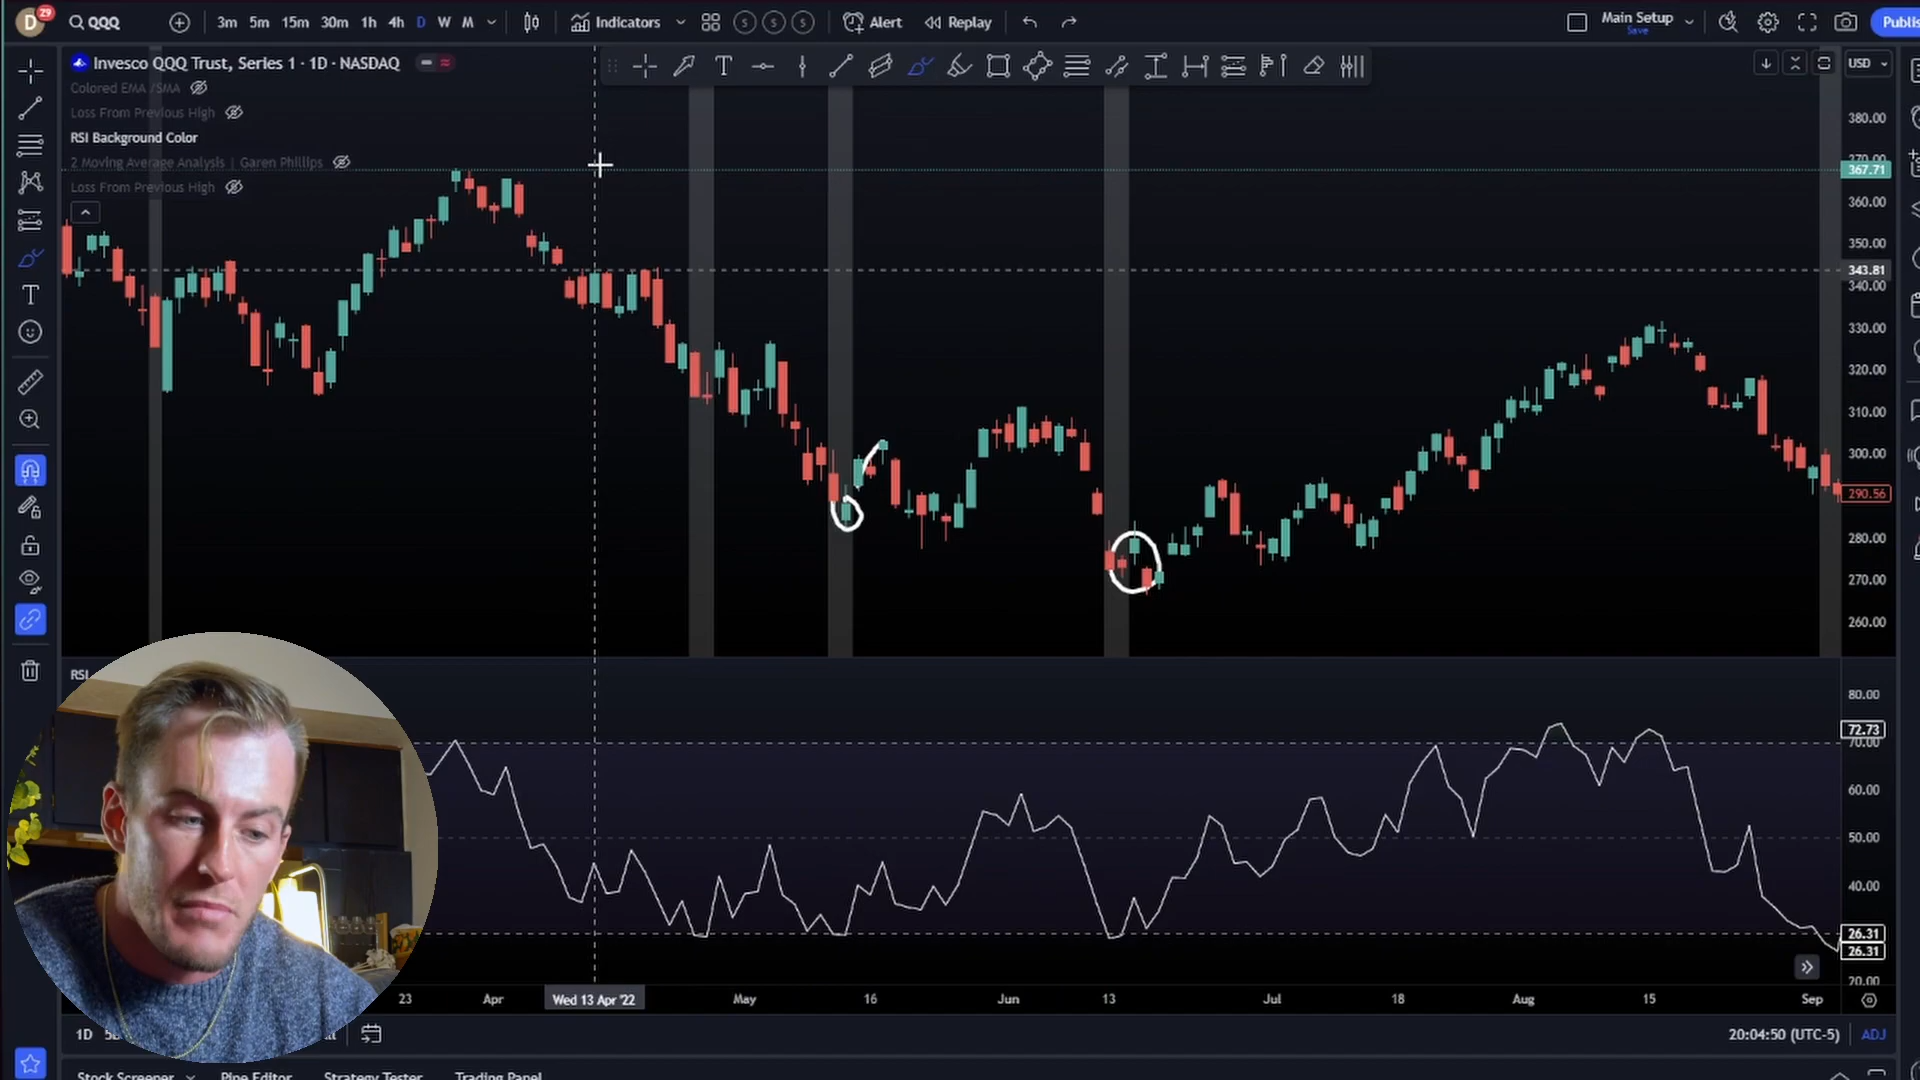 D 29 QQQ 3m 5m 15m 30m 1h 4h D W M Indicators S S S Alert Replay Main Setup Save
Invesco QQQ Trust, Series 1 · 1D · NASDAQ USD
Colored EMA /SMA
Loss From Previous High
RSI Background Color
2 Moving Average Analysis | Garen Phillips
Loss From Previous High
380.00
370.00
367.71
360.00
350.00
343.81
340.00
330.00
320.00
310.00
300.00
290.56
280.00
270.00
260.00
RSI
80.00
72.73
70.00
60.00
50.00
40.00
26.31
26.31
20.00
23 Apr Wed 13 Apr '22 May 16 Jun 13 Jul 18 Aug 15 Sep
1D 20:04:50 (UTC-5) ADJ
Stock Screener Pine Editor Strategy Tester Trading Panel